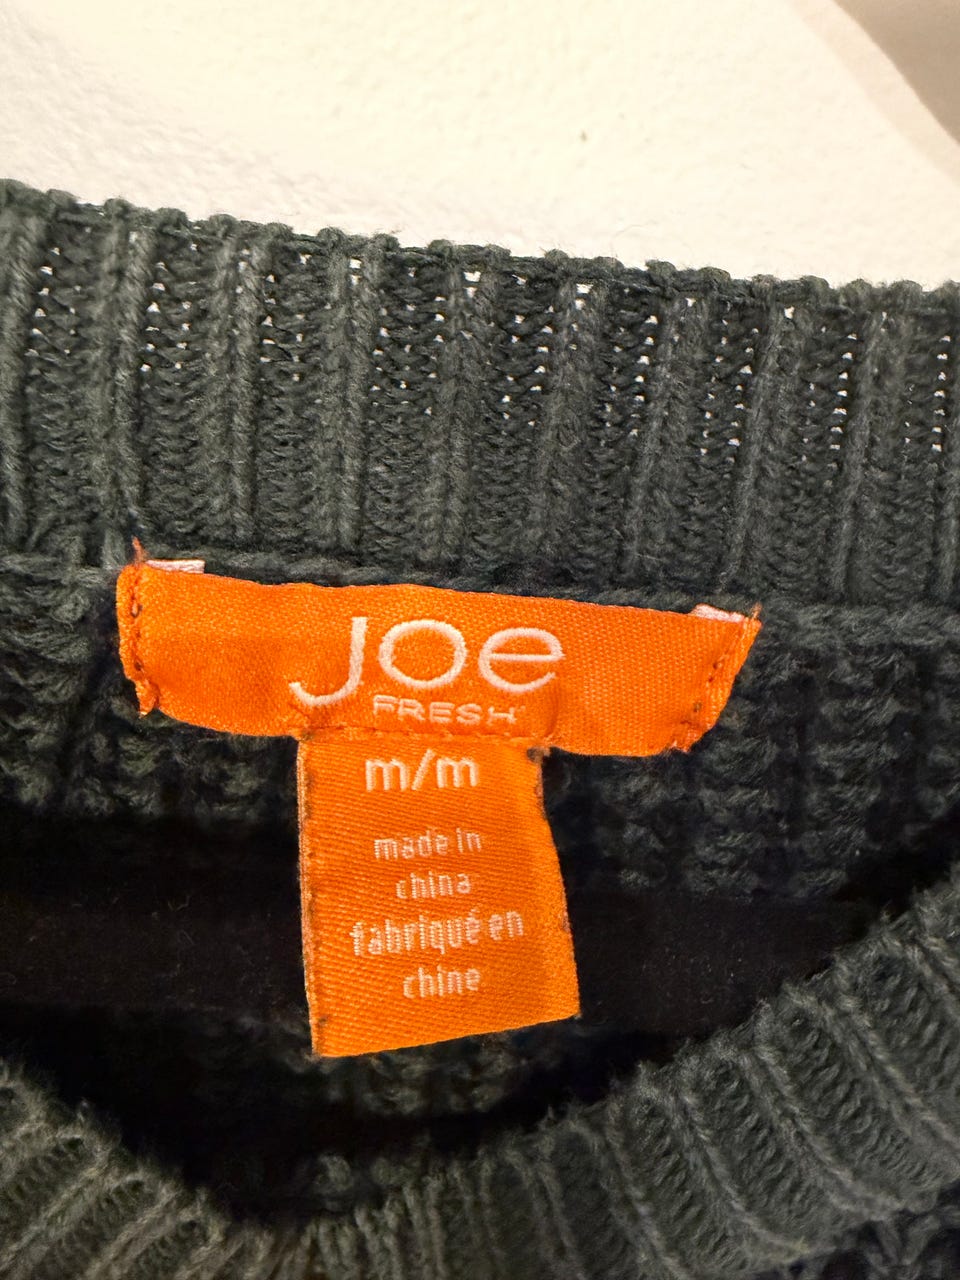 Joe
FRESH
m/m
made in
china
fabriqué en
chine